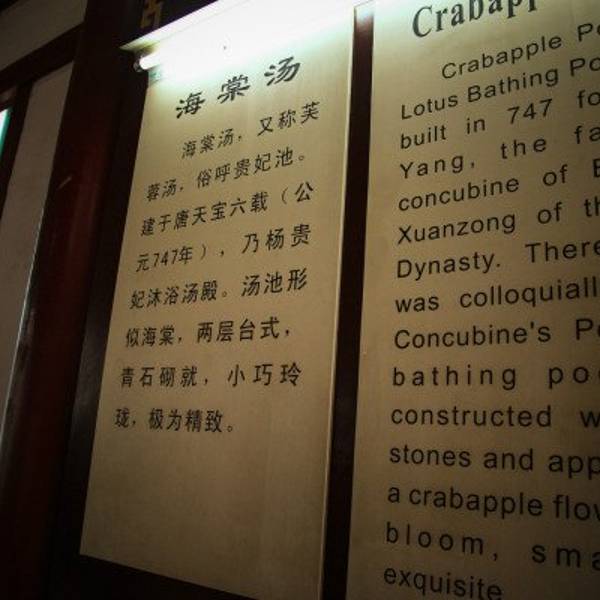 海棠汤
海棠汤，又称芙
蓉汤，俗呼贵妃池。
建于唐天宝六载（公
元747年），乃杨贵
妃沐浴汤殿。汤池形
似海棠，两层台式，
青石砌就，小巧玲
珑，极为精致。
Crabapp
Crabapple Po
Lotus Bathing Po
built in 747 fo
Yang, the fa
concubine of E
Xuanzong of th
Dynasty. There
was colloquiall
Concubine's Po
bathing poo
constructed w
stones and app
a crabapple flow
bloom, sma
exquisite